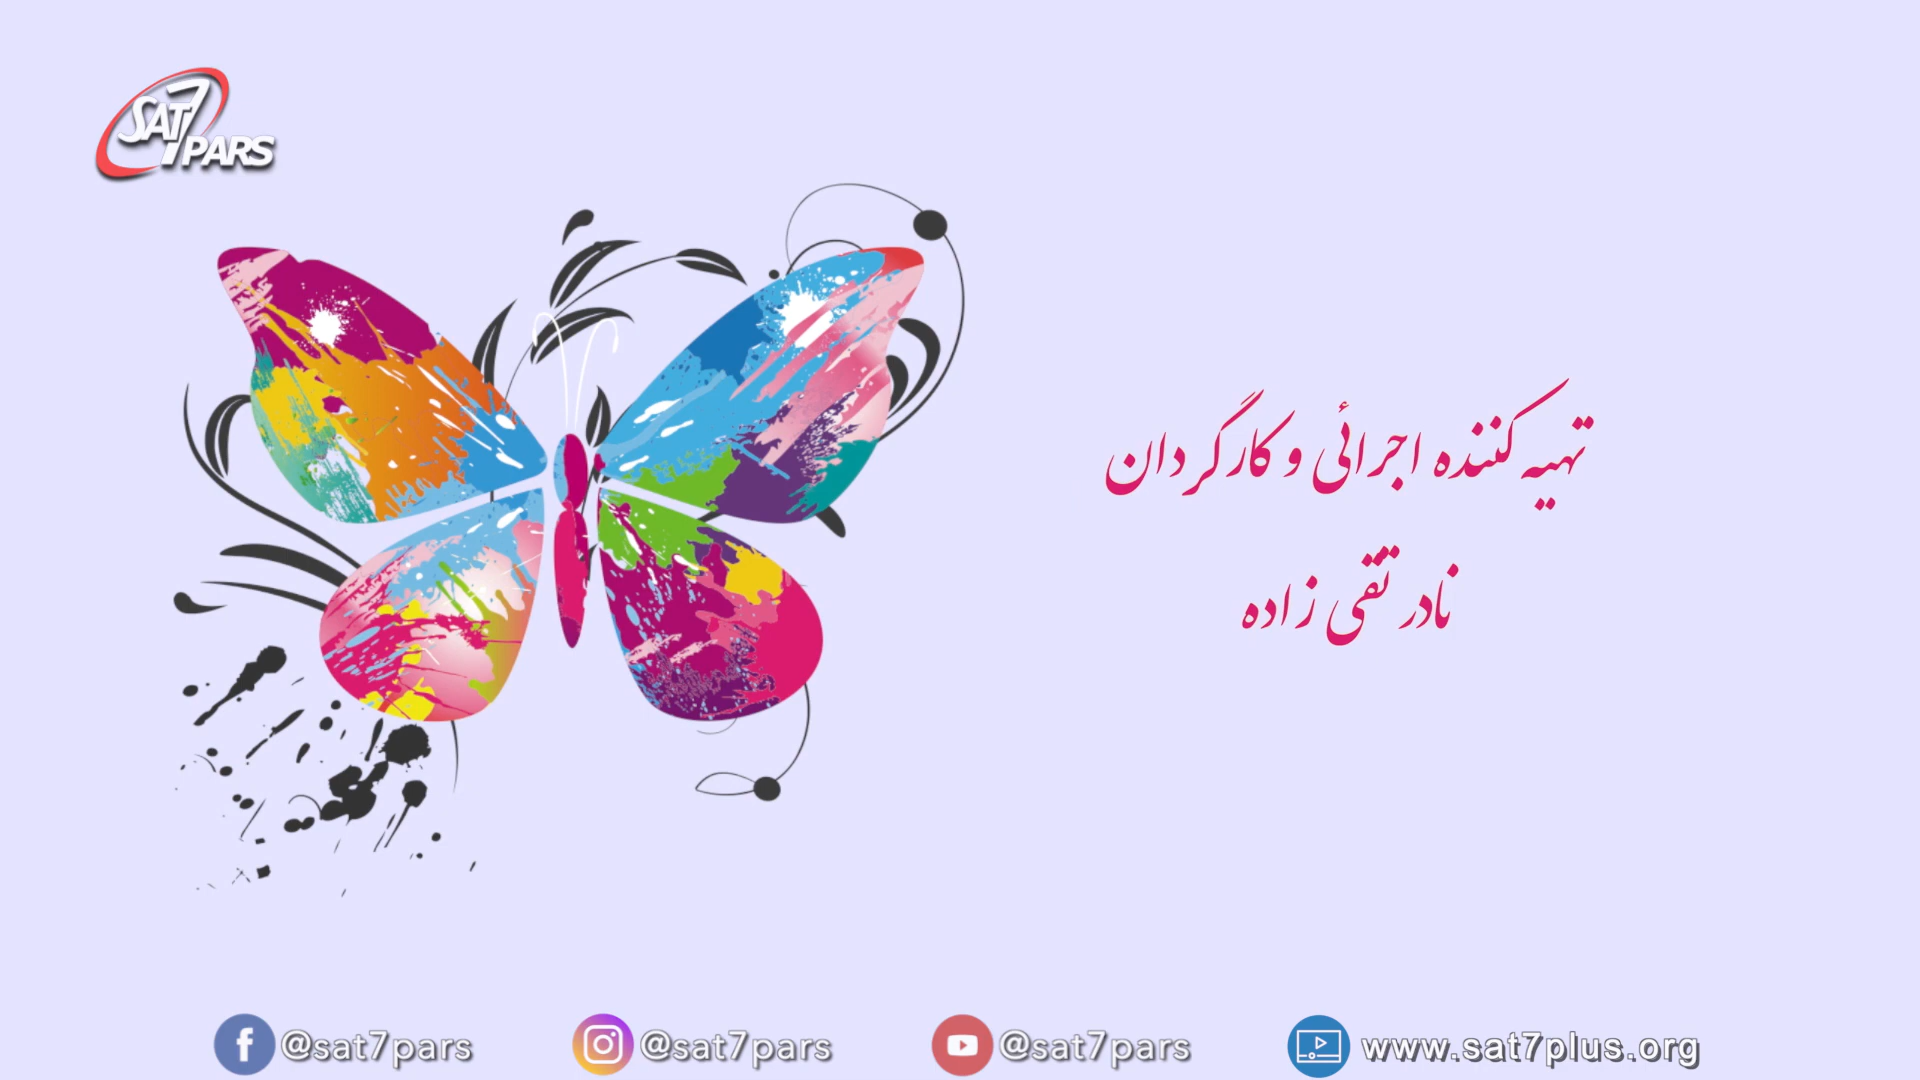 SAT7
PARS
تهیه کننده اجرائی و کارگردان
نادر تقی زاده
@sat7pars
@sat7pars
@sat7pars
www.sat7plus.org